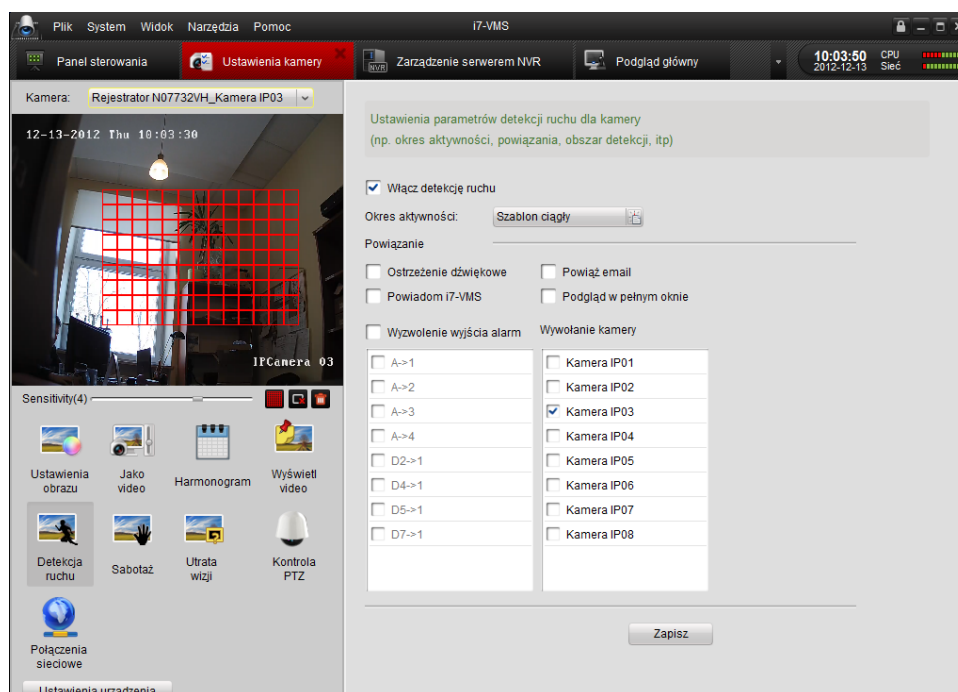 Plik System Widok Narzędzia Pomoc
i7-VMS
Panel sterowania
Ustawienia kamery
NVR
Zarządzenie serwerem NVR
Podgląd główny
10:03:50
2012-12-13
CPU
Sieć
Kamera: Rejestrator N07732VH_Kamera IP03
12-13-2012 Thu 10:03:30
IPCamera 03
Sensitivity(4)
Ustawienia obrazu
Jako video
Harmonogram
Wyświetl video
Detekcja ruchu
Sabotaż
Utrata wizji
Kontrola PTZ
Połączenia sieciowe
Ustawienia urządzenia
Ustawienia parametrów detekcji ruchu dla kamery
(np. okres aktywności, powiązania, obszar detekcji, itp)
Włącz detekcję ruchu
Okres aktywności: Szablon ciągły
Powiązanie
Ostrzeżenie dźwiękowe
Powiąż email
Powiadom i7-VMS
Podgląd w pełnym oknie
Wyzwolenie wyjścia alarm
Wywołanie kamery
A->1
A->2
A->3
A->4
D2->1
D4->1
D5->1
D7->1
Kamera IP01
Kamera IP02
Kamera IP03
Kamera IP04
Kamera IP05
Kamera IP06
Kamera IP07
Kamera IP08
Zapisz